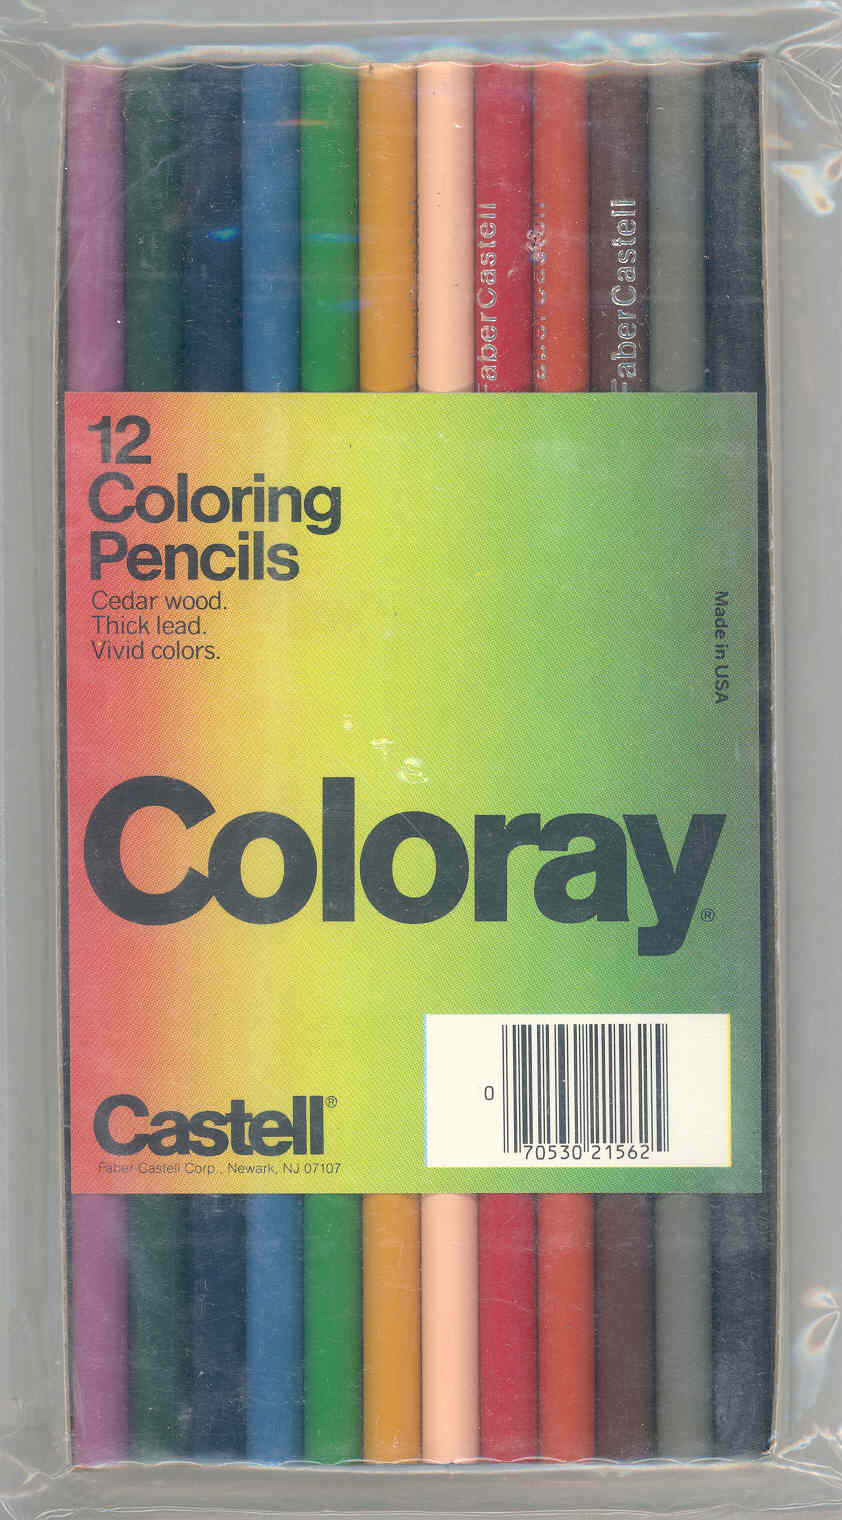 FaberCastell
FaberCastell
12
Coloring
Pencils
Cedar wood.
Thick lead.
Vivid colors.
Made in USA
Coloray®
Castell®
Faber Castell Corp., Newark, NJ 07107
0 70530 21562